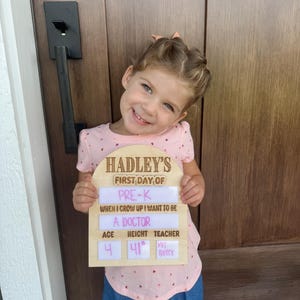 HADLEY'S
FIRST DAY OF
PRE-K
WHEN I GROW UP I WANT TO BE
A DOCTOR
AGE HEIGHT TEACHER
4 41"